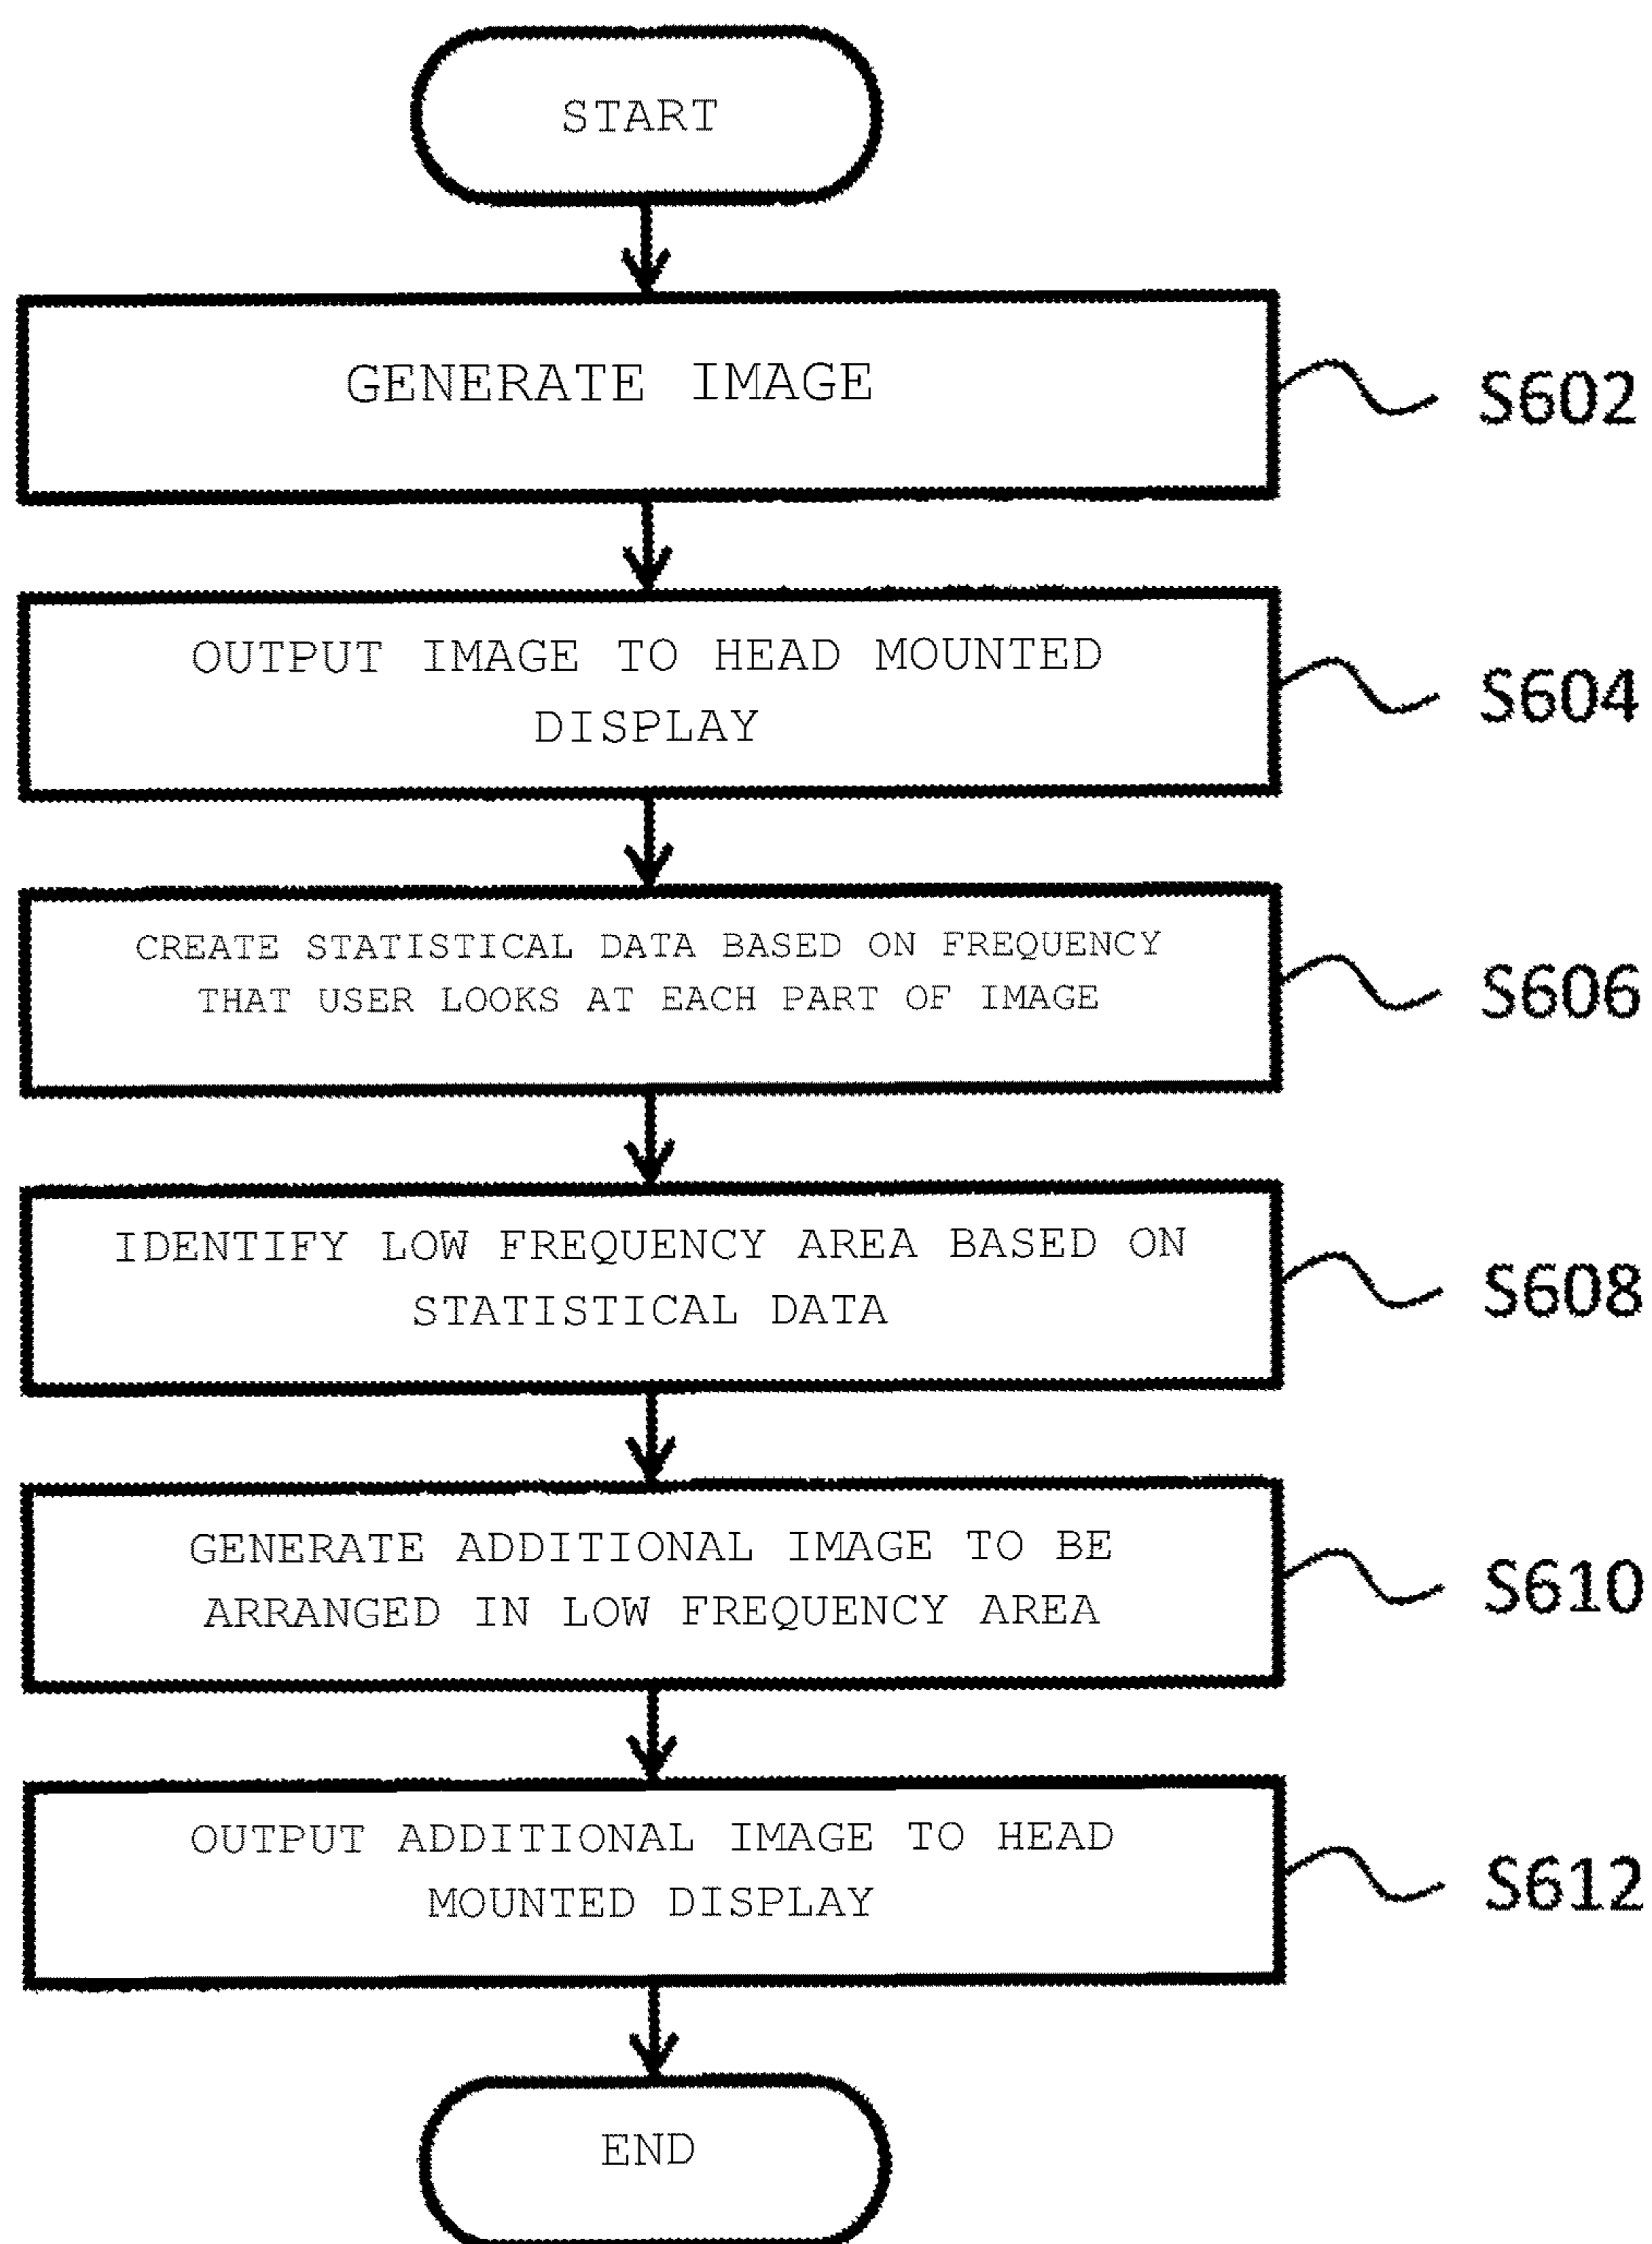 START
GENERATE IMAGE
S602
OUTPUT IMAGE TO HEAD MOUNTED
DISPLAY
S604
CREATE STATISTICAL DATA BASED ON FREQUENCY
THAT USER LOOKS AT EACH PART OF IMAGE
S606
IDENTIFY LOW FREQUENCY AREA BASED ON
STATISTICAL DATA
S608
GENERATE ADDITIONAL IMAGE TO BE
ARRANGED IN LOW FREQUENCY AREA
S610
OUTPUT ADDITIONAL IMAGE TO HEAD
MOUNTED DISPLAY
S612
END